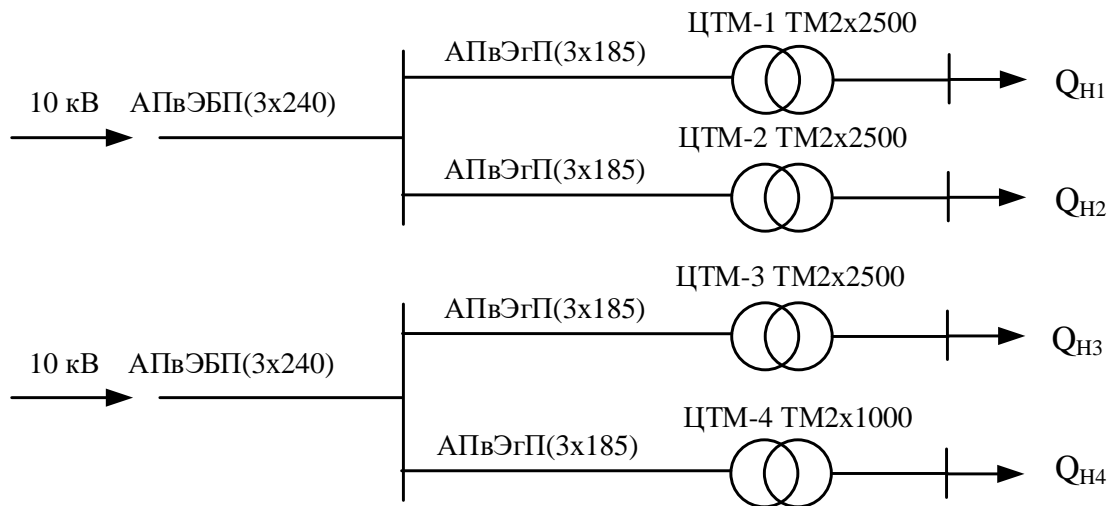 ЦТМ-1 ТМ2х2500
АПвЭгП(3х185)
Qн1
10 кВ АПвЭБП(3х240)
ЦТМ-2 ТМ2х2500
АПвЭгП(3х185)
Qн2
ЦТМ-3 ТМ2х2500
АПвЭгП(3х185)
Qн3
10 кВ АПвЭБП(3х240)
ЦТМ-4 ТМ2х1000
АПвЭгП(3х185)
Qн4